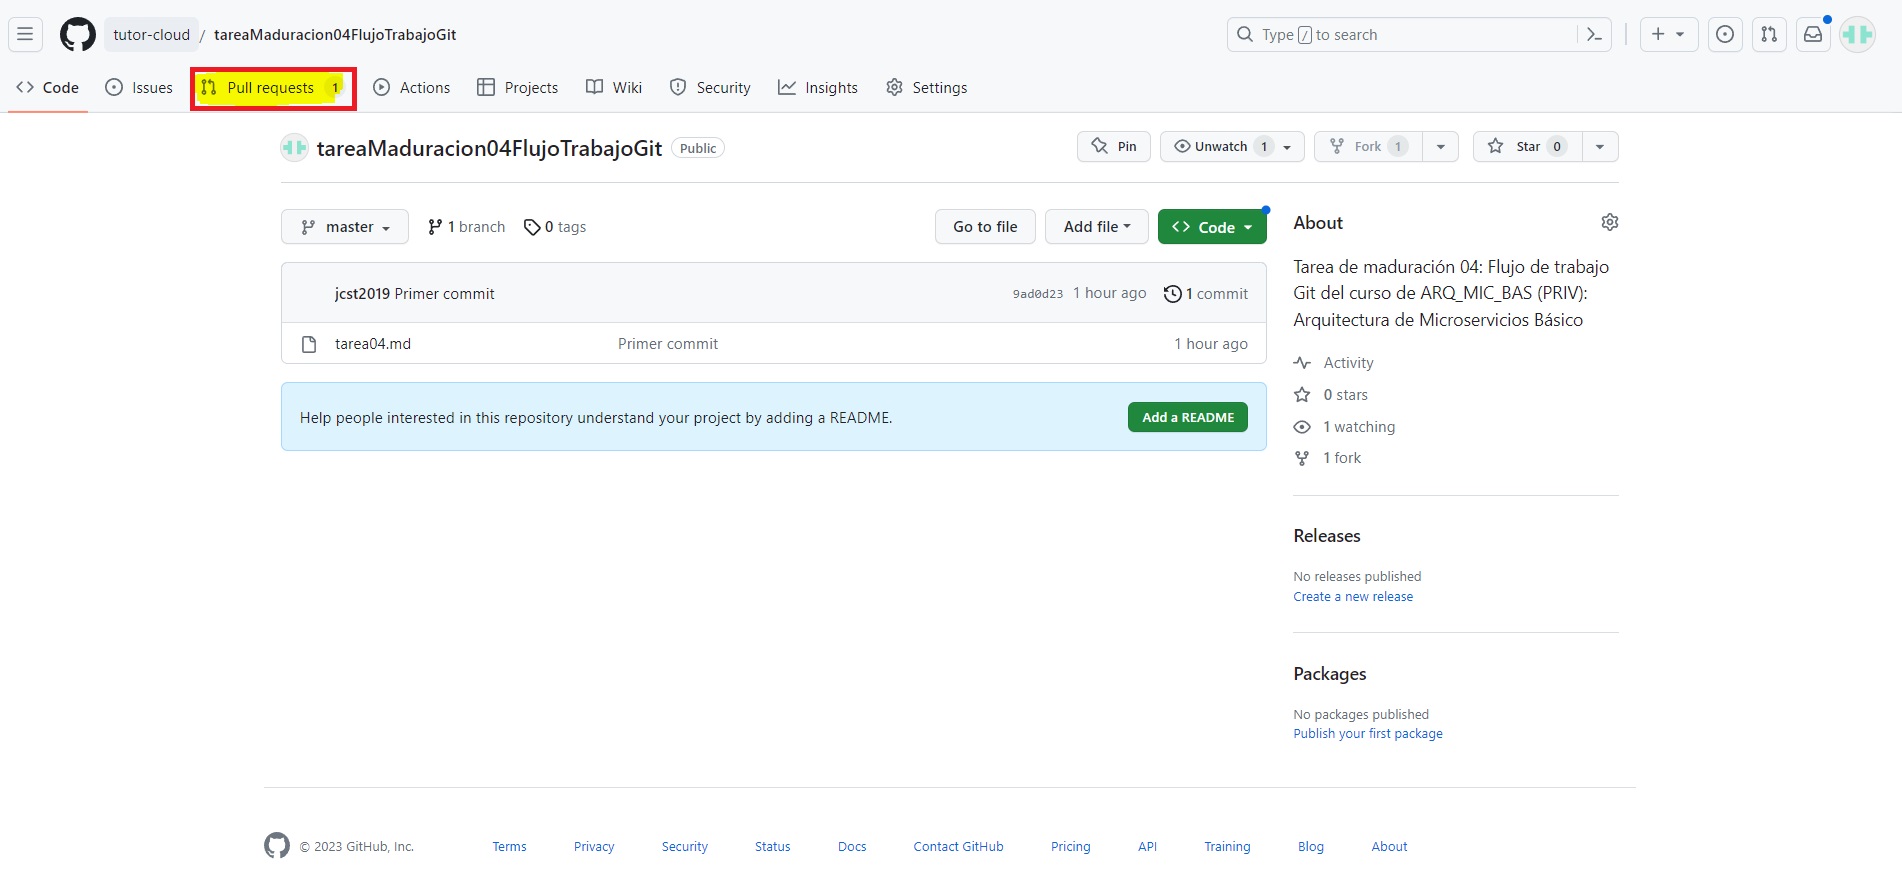 tutor-cloud / tareaMaduracion04FlujoTrabajoGit
Type / to search
Code Issues Pull requests 1 Actions Projects Wiki Insights Security Settings
tareaMaduracion04FlujoTrabajoGit Public
Pin Unwatch 1 Fork 1 Star 0
master 1 branch 0 tags
Go to file Add file Code
jcst2019 Primer commit 9ad0d23 1 hour ago 1 commit
tarea04.md Primer commit 1 hour ago
Help people interested in this repository understand your project by adding a README. Add a README
About
Tarea de maduración 04: Flujo de trabajo
Git del curso de ARQ_MIC_BAS (PRIV):
Arquitectura de Microservicios Básico
Activity
0 stars
1 watching
1 fork
Releases
No releases published
Create a new release
Packages
No packages published
Publish your first package
© 2023 GitHub, Inc. Terms Privacy Security Status Docs Contact GitHub Pricing API Training Blog About